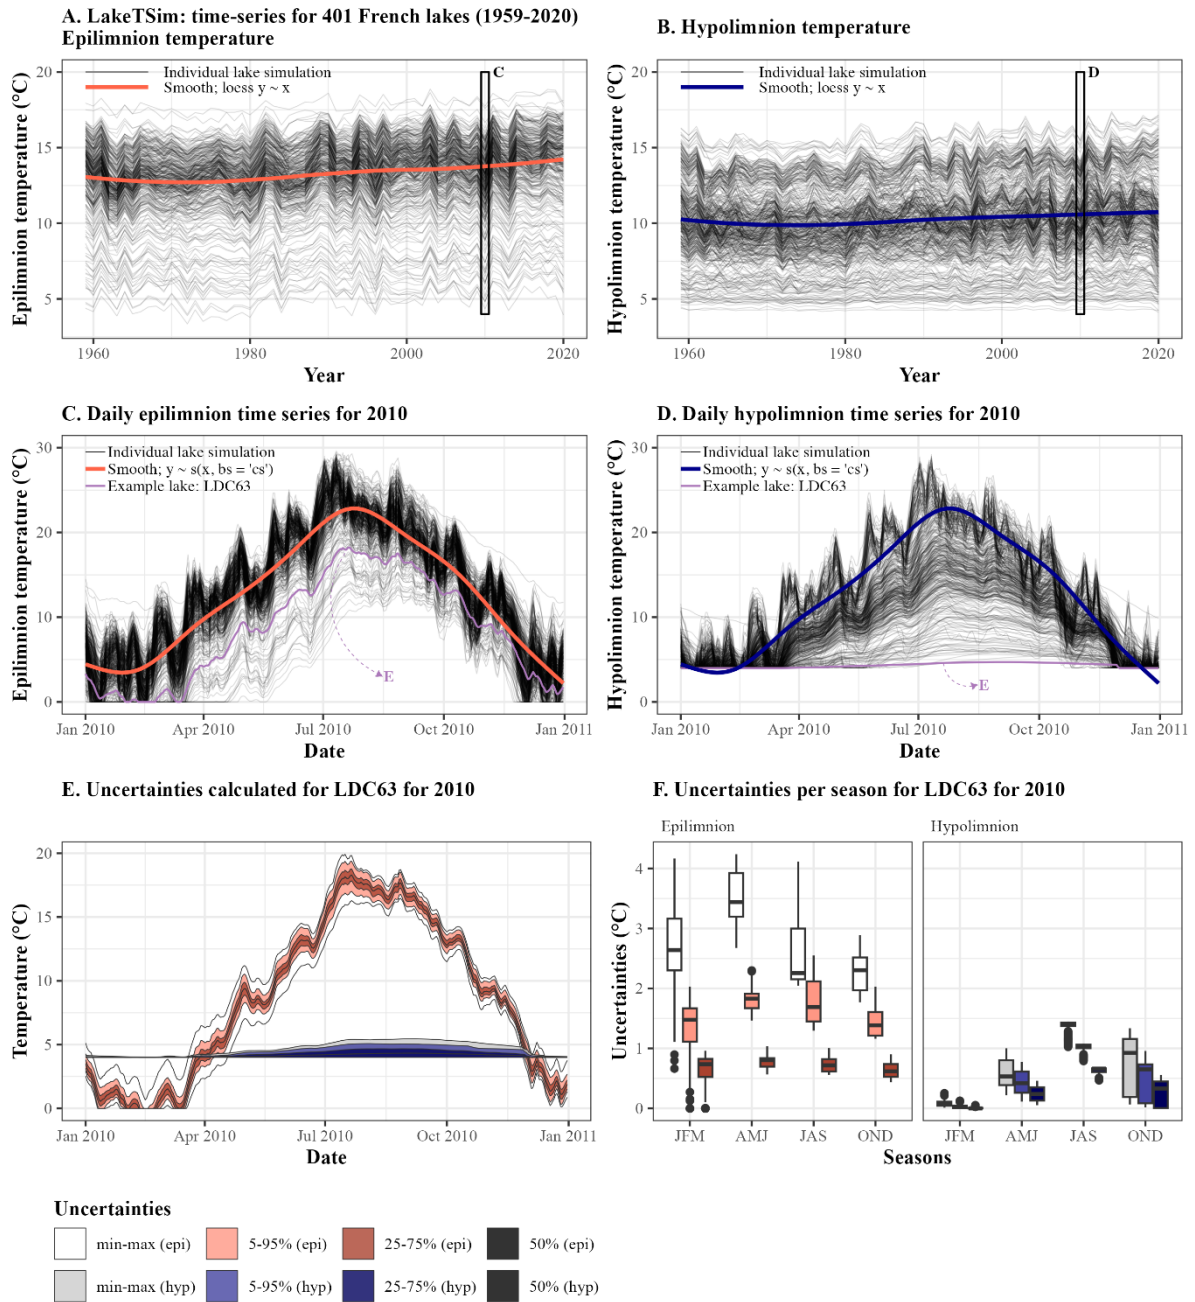 A. LakeTSim: time-series for 401 French lakes (1959-2020)
Epilimnion temperature
Individual lake simulation
Smooth; loess y ~ x
C
20
15
10
5
Epilimnion temperature (°C)
1960
1980
2000
2020
Year
B. Hypolimnion temperature
Individual lake simulation
Smooth; loess y ~ x
D
20
15
10
5
Hypolimnion temperature (°C)
1960
1980
2000
2020
Year
C. Daily epilimnion time series for 2010
Individual lake simulation
Smooth; y ~ s(x, bs = 'cs')
Example lake: LDC63
E
30
20
10
0
Epilimnion temperature (°C)
Jan 2010
Apr 2010
Jul 2010
Oct 2010
Jan 2011
Date
D. Daily hypolimnion time series for 2010
Individual lake simulation
Smooth; y ~ s(x, bs = 'cs')
Example lake: LDC63
E
30
20
10
0
Hypolimnion temperature (°C)
Jan 2010
Apr 2010
Jul 2010
Oct 2010
Jan 2011
Date
E. Uncertainties calculated for LDC63 for 2010
20
15
10
5
0
Temperature (°C)
Jan 2010
Apr 2010
Jul 2010
Oct 2010
Jan 2011
Date
F. Uncertainties per season for LDC63 for 2010
Epilimnion
Hypolimnion
4
3
2
1
0
Uncertainties (°C)
JFM
AMJ
JAS
OND
JFM
AMJ
JAS
OND
Seasons
Uncertainties
min-max (epi)
5-95% (epi)
25-75% (epi)
50% (epi)
min-max (hyp)
5-95% (hyp)
25-75% (hyp)
50% (hyp)